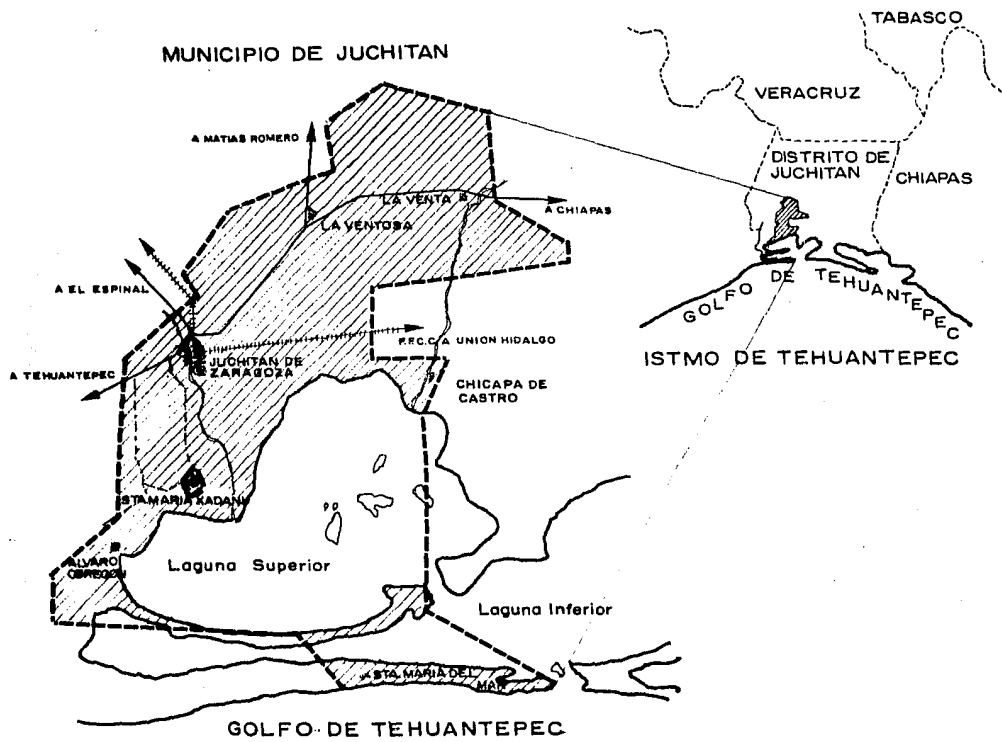 MUNICIPIO DE JUCHITAN
TABASCO
VERACRUZ
DISTRITO DE
JUCHITAN
CHIAPAS
GOLFO DE TEHUANTEPEC
ISTMO DE TEHUANTEPEC
A MATIAS ROMERO
LA VENTA
A CHIAPAS
LA VENTOSA
A EL ESPINAL
F.F.C.C. A UNION HIDALGO
JUCHITAN DE
ZARAGOZA
A TEHUANTEPEC
CHICAPA DE
CASTRO
STA. MARIA XADANI
ALVARO
OBREGON
Laguna Superior
Laguna Inferior
STA. MARIA DEL
MAR
GOLFO DE TEHUANTEPEC